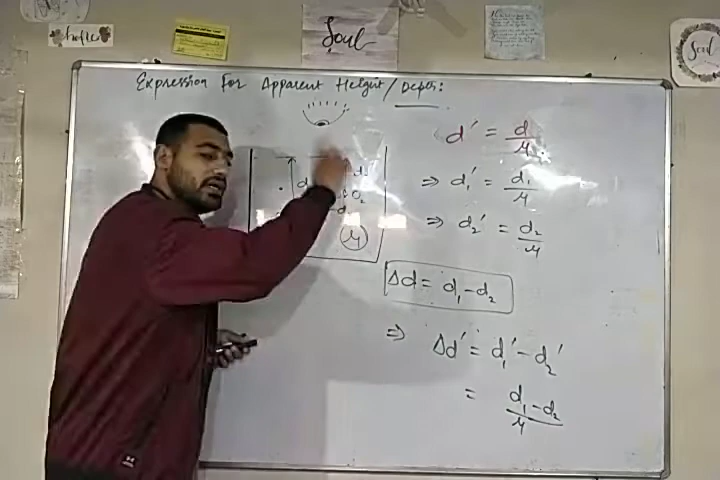 Soul
Soul
Expression For Apparent Height/Depth:
d' = d/μ.
⇒ d₁' = d₁/μ
⇒ d₂' = d₂/μ
O₂
μ
Δd = d₁-d₂
⇒ Δd' = d₁' - d₂'
= d₁-d₂/μ